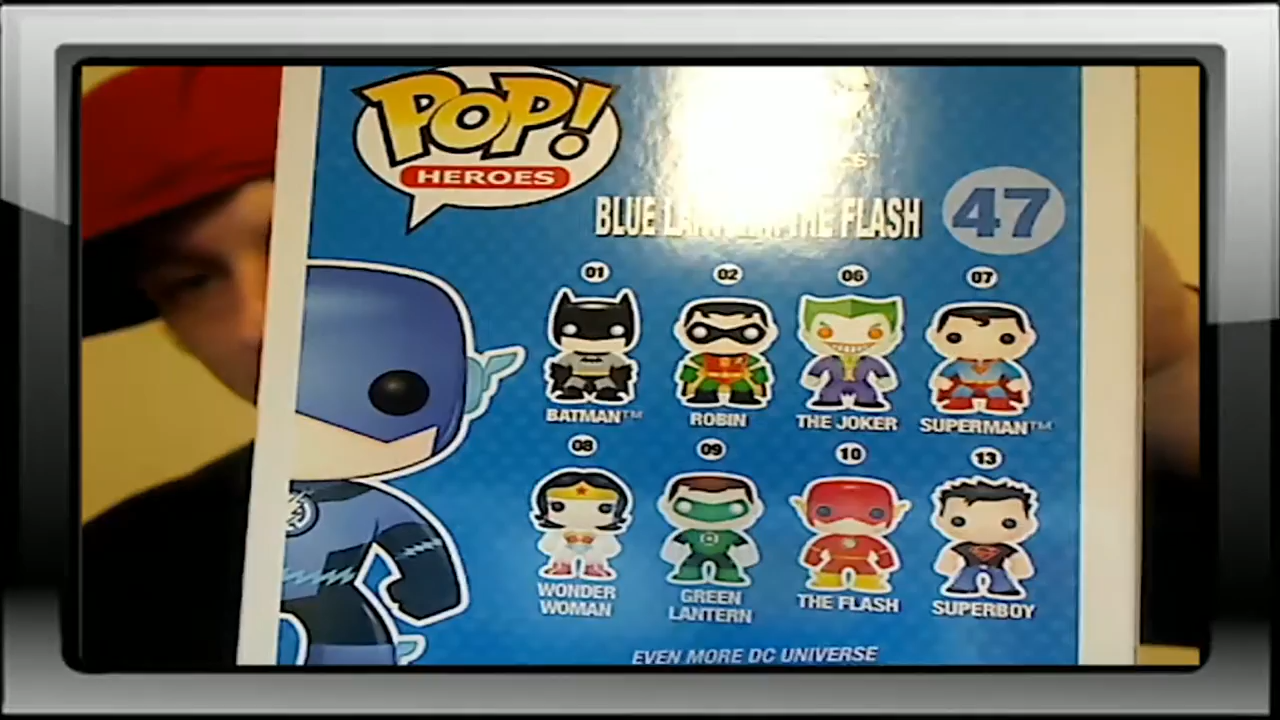 POP!
HEROES
BLUE THE FLASH
47
01 02 06 07
BATMAN™ ROBIN THE JOKER SUPERMAN™
08 09 10 13
WONDER WOMAN GREEN LANTERN THE FLASH SUPERBOY
EVEN MORE DC UNIVERSE